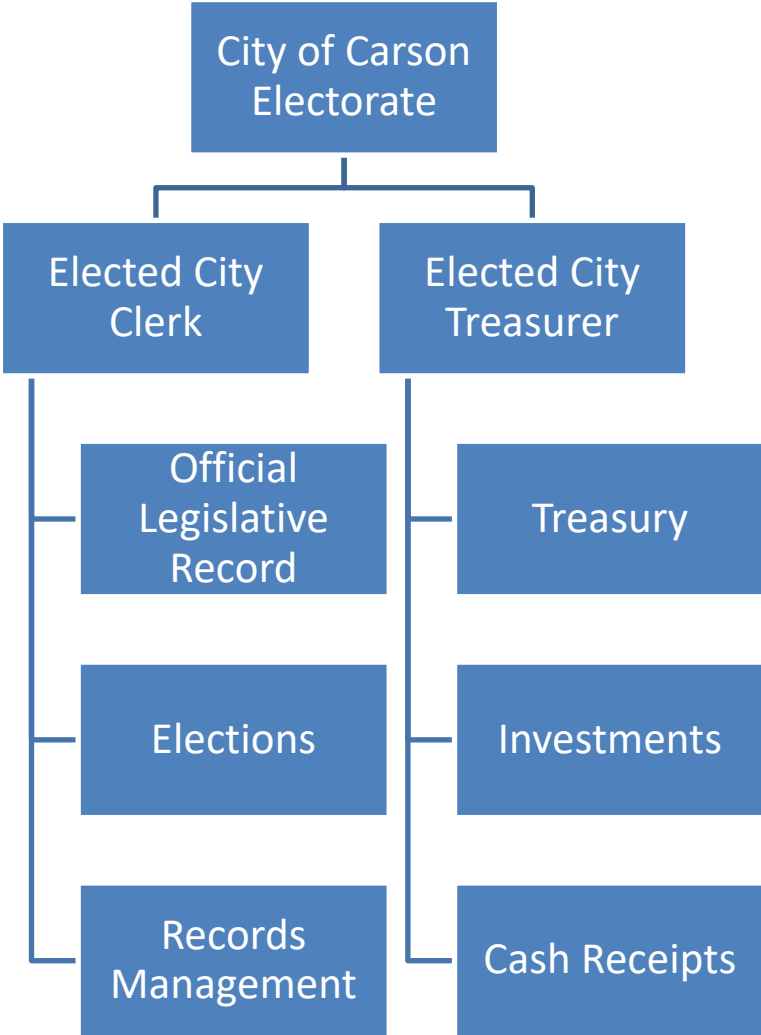 City of Carson
Electorate
Elected City
Clerk
Elected City
Treasurer
Official
Legislative
Record
Treasury
Elections
Investments
Records
Management
Cash Receipts